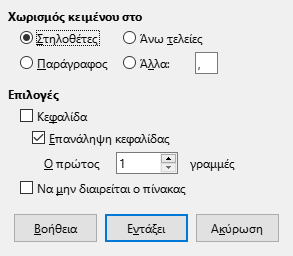 Χωρισμός κειμένου στο
Στηλοθέτες Άνω τελείες
Παράγραφος Άλλα: ,
Επιλογές
Κεφαλίδα
Επανάληψη κεφαλίδας
Ο πρώτος 1 γραμμές
Να μην διαιρείται ο πίνακας
Βοήθεια Εντάξει Ακύρωση